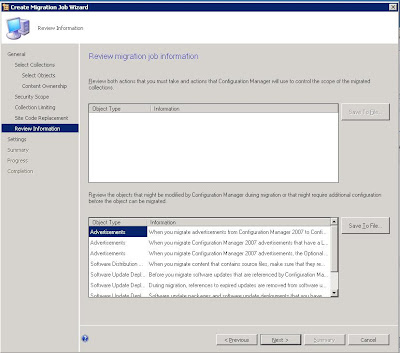 Create Migration Job Wizard
Review Information
General
Select Collections
Select Objects
Content Ownership
Security Scope
Collection Limiting
Site Code Replacement
Review Information
Settings
Summary
Progress
Completion
Review migration job information
Review both actions that you must take and actions that Configuration Manager will use to control the scope of the migrated
collections.
Object Type Information
Save To File...
Review the objects that might be modified by Configuration Manager during migration or that might require additional configuration
before the object can be migrated.
Object Type Information
Save To File...
Advertisements When you migrate advertisements from Configuration Manager 2007 to Confi...
Advertisements When you migrate Configuration Manager 2007 advertisements that have a L...
Advertisements When you migrate Configuration Manager 2007 advertisements, the Optional...
Software Distribution ... When you migrate content that contains source files, make sure that they re...
Software Update Depl... Before you migrate software updates that are referenced by Configuration Ma...
Software Update Depl... During migration, references to expired updates are removed from software u...
Software Update Depl... Software update packages and software update deployments that you have
< Previous Next > Summary Cancel